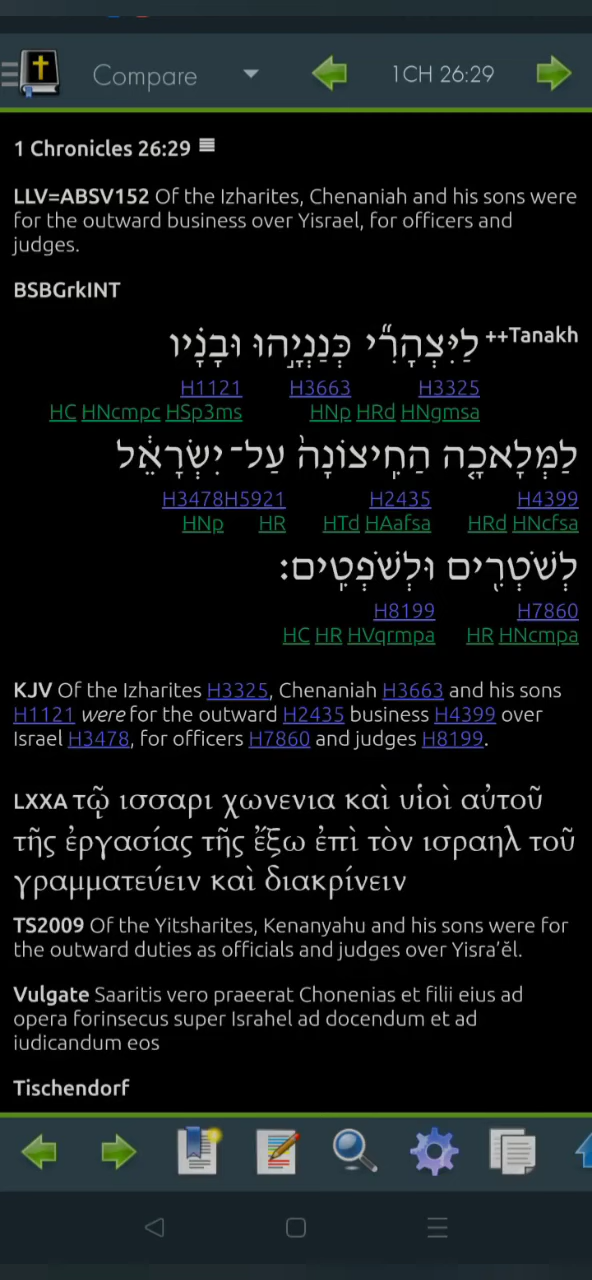 Compare
1CH 26:29
1 Chronicles 26:29
LLV=ABSV152 Of the Izharites, Chenaniah and his sons were
for the outward business over Yisrael, for officers and
judges.
BSBGrkINT
++Tanakh לַיִּצְהָרִ֞י כְּנַנְיָ֣הוּ וּבָנָ֗יו
H3325 H3663 H1121
HC HNcmpc HSp3ms HNp HRd HNgmsa
לַמְּלָאכָ֤ה הַחִֽיצוֹנָה֙ עַל־ יִשְׂרָאֵ֔ל
H3478H5921 H2435 H4399
HNp HR HTd HAafsa HRd HNcfsa
לְשֹׁטְרִ֖ים וּלְשֹׁפְטִֽים׃
H8199 H7860
HC HR HVqrmpa HR HNcmpa
KJV Of the Izharites H3325, Chenaniah H3663 and his sons
H1121 were for the outward H2435 business H4399 over
Israel H3478, for officers H7860 and judges H8199.
LXXA τῷ ισσαρι χωνενια καὶ υἱοὶ αὐτοῦ
τῆς ἐργασίας τῆς ἔξω ἐπὶ τὸν ισραηλ τοῦ
γραμματεύειν καὶ διακρίνειν
TS2009 Of the Yitsharites, Kenanyahu and his sons were for
the outward duties as officials and judges over Yisra’ĕl.
Vulgate Saaritis vero praeerat Chonenias et filii eius ad
opera forinsecus super Israhel ad docendum et ad
iudicandum eos
Tischendorf